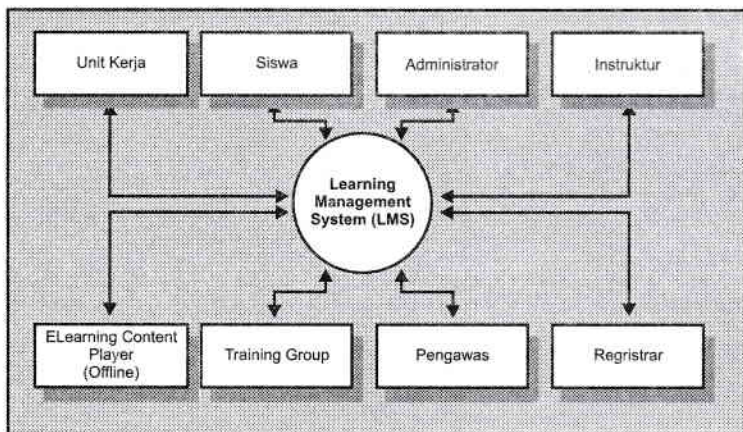 Unit Kerja
Siswa
Administrator
Instruktur
Learning
Management
System (LMS)
ELearning Content
Player
(Offline)
Training Group
Pengawas
Regristrar